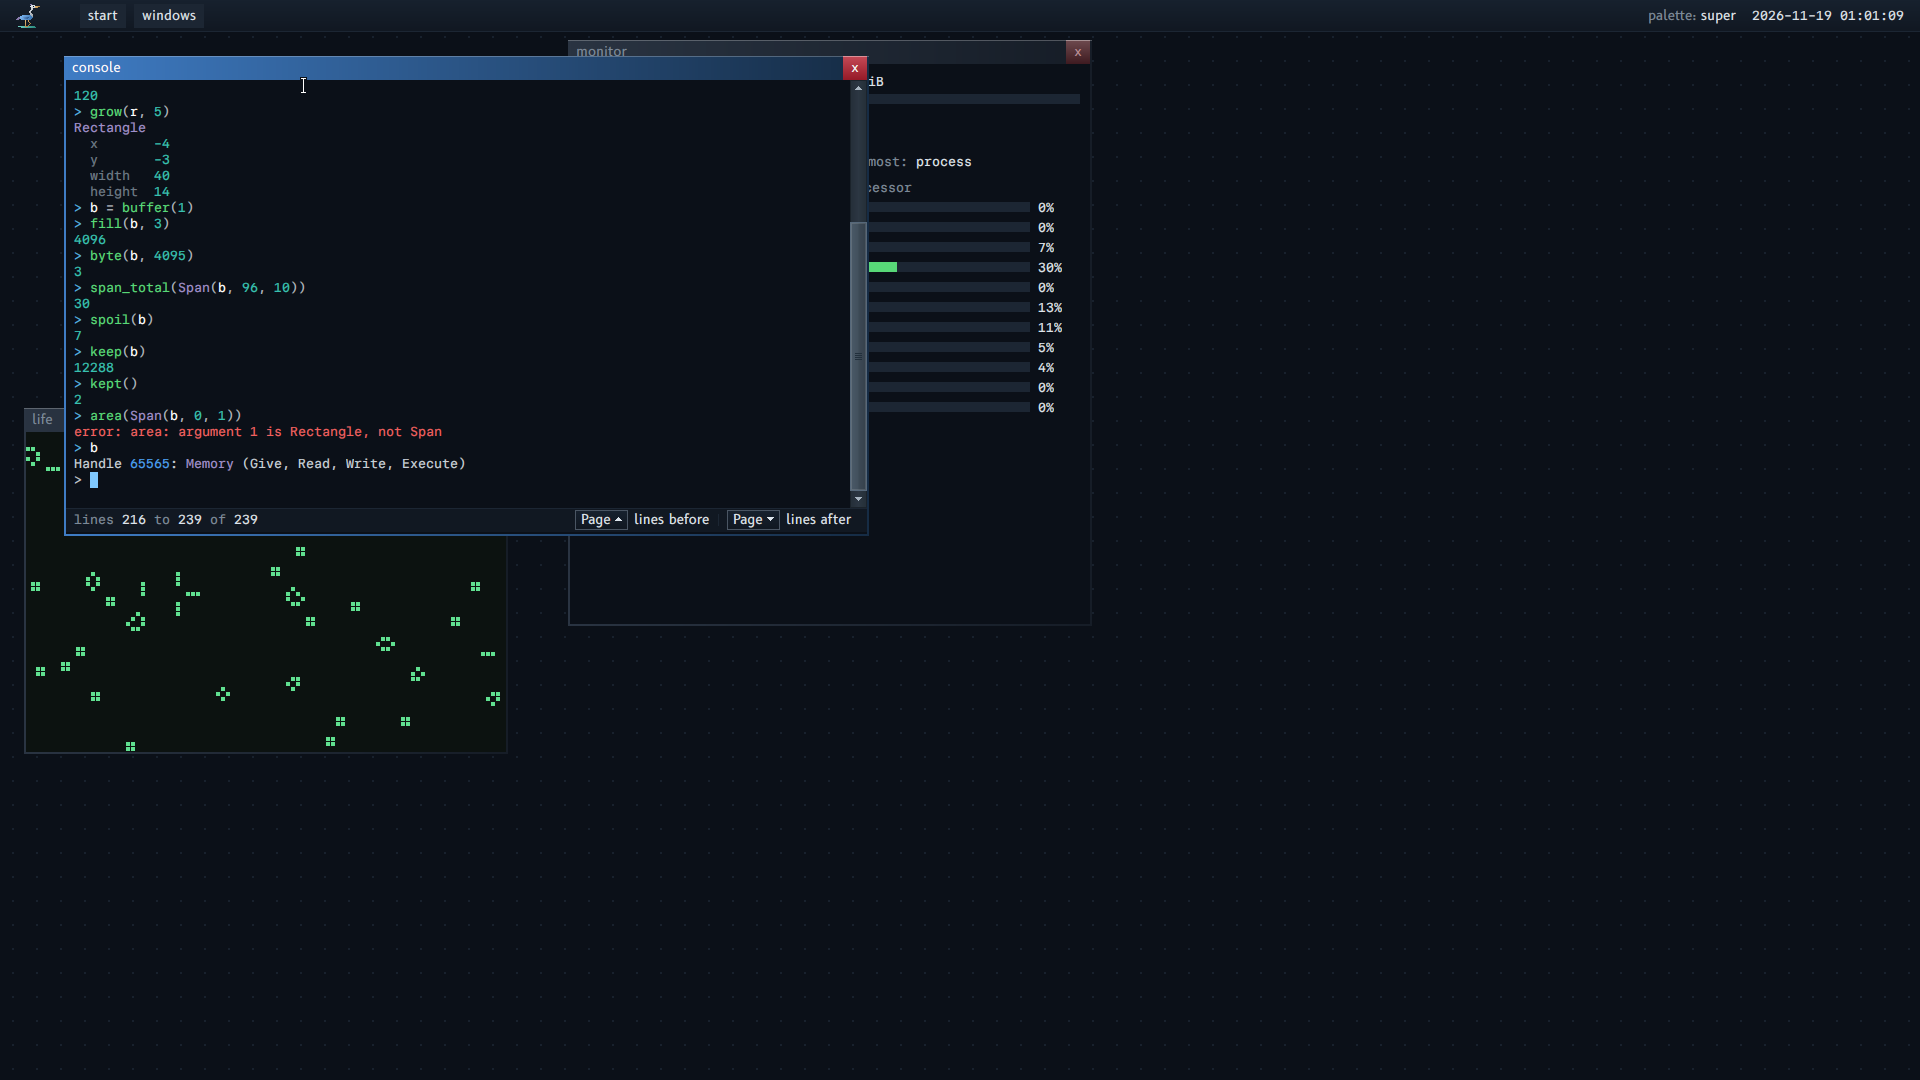 start windows palette: super 2026-11-19 01:01:09
monitor x
console x
iB
120
> grow(r, 5)
Rectangle
x -4
y -3
width 40
height 14
> b = buffer(1)
> fill(b, 3)
4096
> byte(b, 4095)
3
> span_total(Span(b, 96, 10))
30
> spoil(b)
7
> keep(b)
12288
> kept()
2
> area(Span(b, 0, 1))
error: area: argument 1 is Rectangle, not Span
> b
Handle 65565: Memory (Give, Read, Write, Execute)
>
lines 216 to 239 of 239 Page lines before Page lines after
most: process
cessor
0%
0%
7%
30%
0%
13%
11%
5%
4%
0%
0%
life